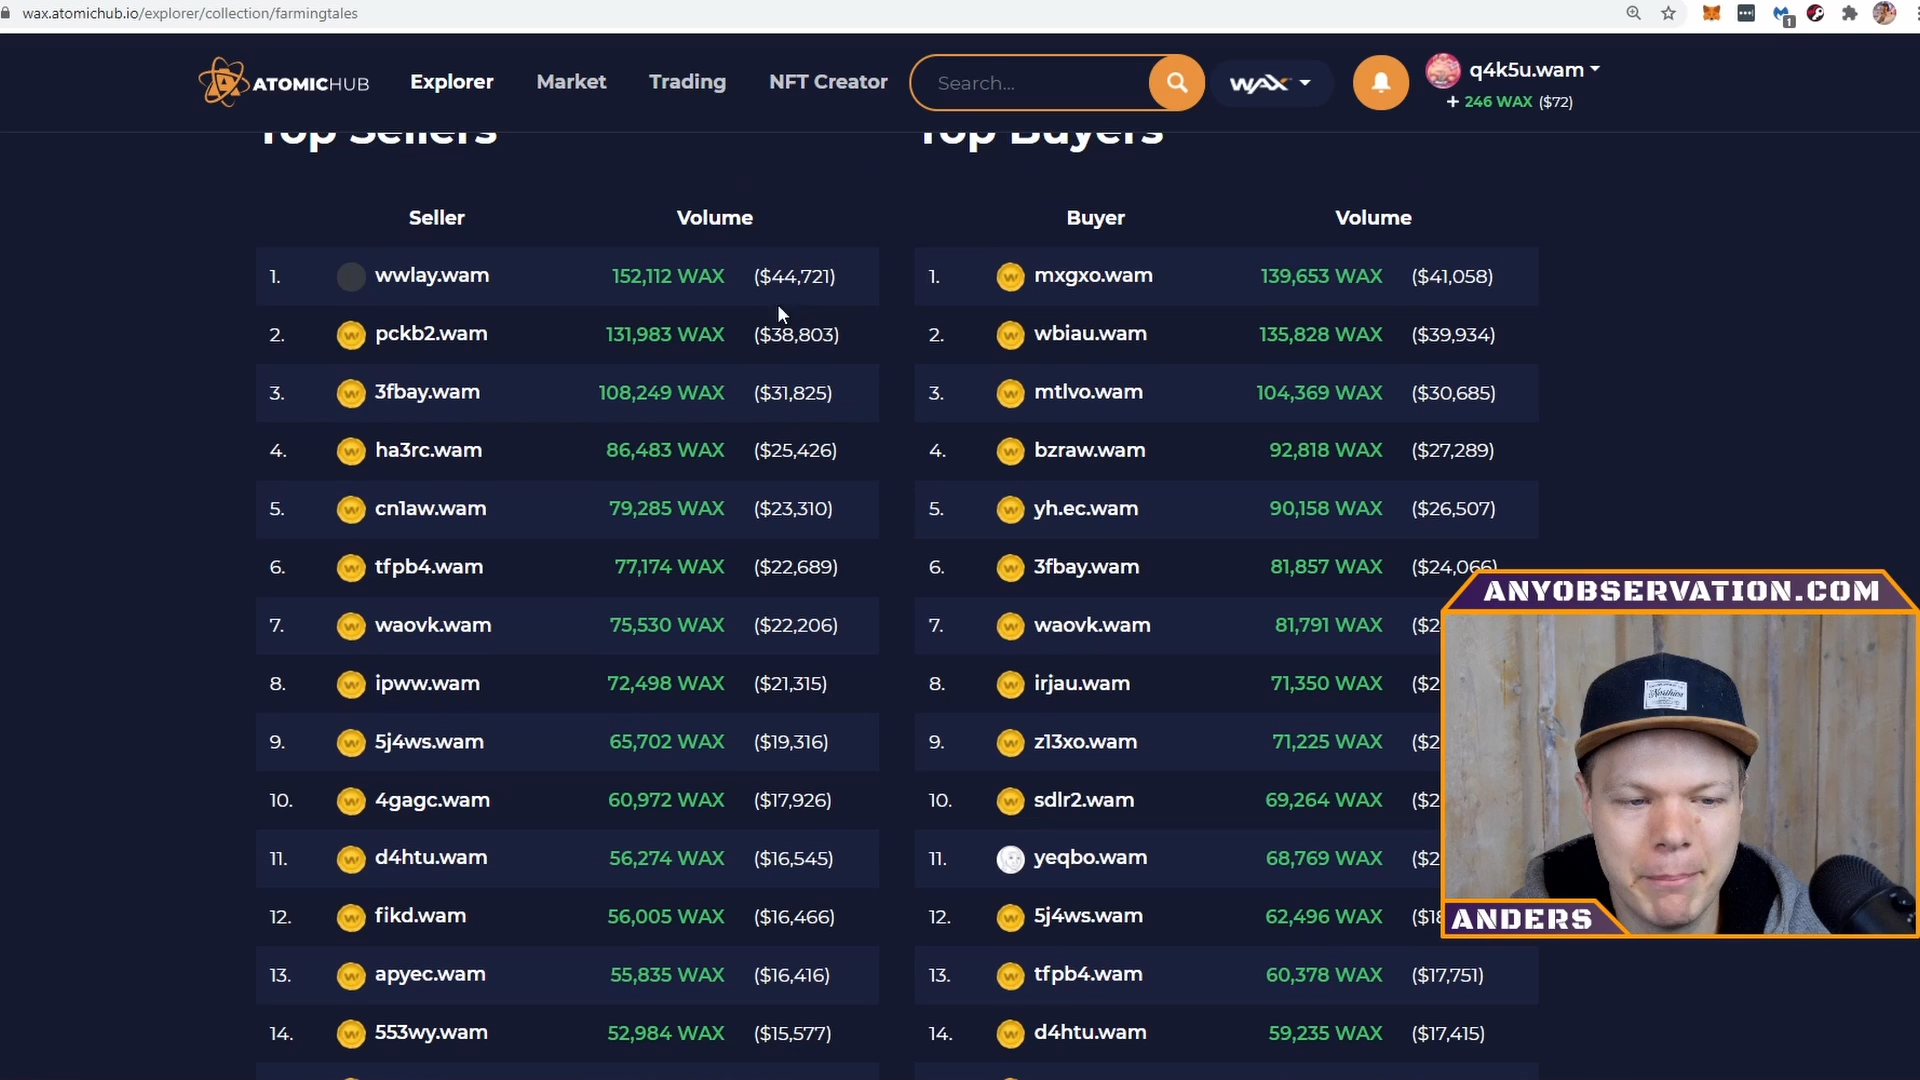 wax.atomichub.io/explorer/collection/farmingtales
1
ATOMICHUB Explorer Market Trading NFT Creator Search... WAX q4k5u.wam
+ 246 WAX ($72)
Top Sellers Top Buyers
Seller Volume Buyer Volume
1. wwlay.wam 152,112 WAX ($44,721) 1. mxgxo.wam 139,653 WAX ($41,058)
2. pckb2.wam 131,983 WAX ($38,803) 2. wbiau.wam 135,828 WAX ($39,934)
3. 3fbay.wam 108,249 WAX ($31,825) 3. mtlvo.wam 104,369 WAX ($30,685)
4. ha3rc.wam 86,483 WAX ($25,426) 4. bzraw.wam 92,818 WAX ($27,289)
5. cn1aw.wam 79,285 WAX ($23,310) 5. yh.ec.wam 90,158 WAX ($26,507)
6. tfpb4.wam 77,174 WAX ($22,689) 6. 3fbay.wam 81,857 WAX ($24,066)
7. waovk.wam 75,530 WAX ($22,206) 7. waovk.wam 81,791 WAX ($2
8. ipww.wam 72,498 WAX ($21,315) 8. irjau.wam 71,350 WAX ($2
9. 5j4ws.wam 65,702 WAX ($19,316) 9. z13xo.wam 71,225 WAX ($2
10. 4gagc.wam 60,972 WAX ($17,926) 10. sdlr2.wam 69,264 WAX ($2
11. d4htu.wam 56,274 WAX ($16,545) 11. yeqbo.wam 68,769 WAX ($2
12. fikd.wam 56,005 WAX ($16,466) 12. 5j4ws.wam 62,496 WAX ($18
13. apyec.wam 55,835 WAX ($16,416) 13. tfpb4.wam 60,378 WAX ($17,751)
14. 553wy.wam 52,984 WAX ($15,577) 14. d4htu.wam 59,235 WAX ($17,415)
ANYOBSERVATION.COM
ANDERS